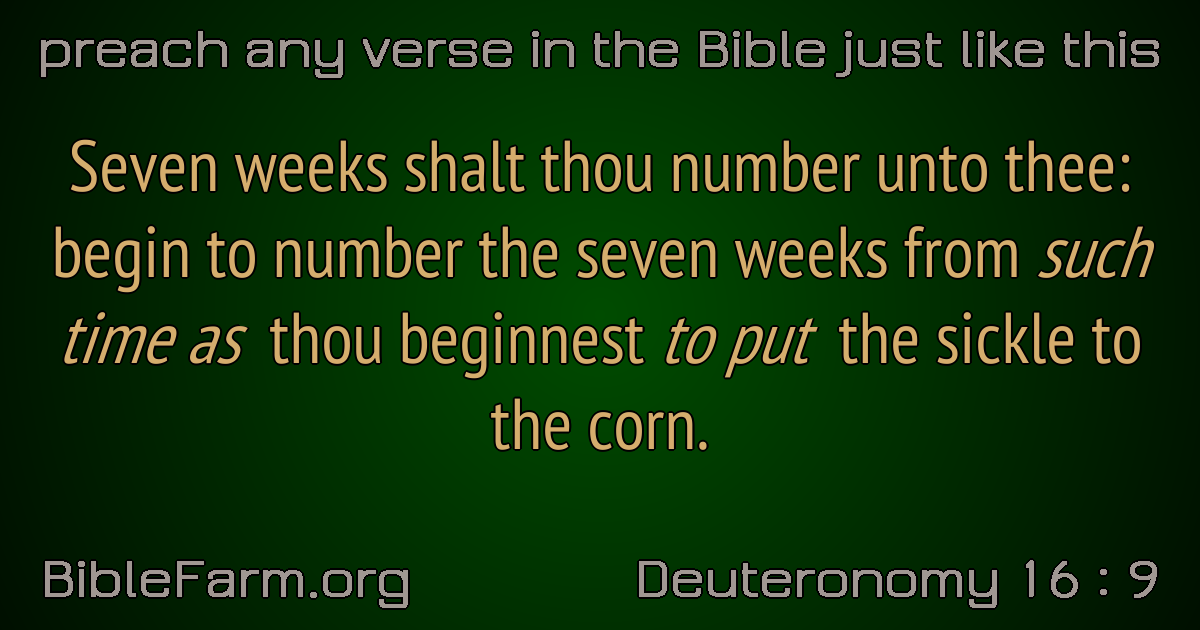 preach any verse in the Bible just like this
Seven weeks shalt thou number unto thee:
begin to number the seven weeks from such
time as thou beginnest to put the sickle to
the corn.
BibleFarm.org
Deuteronomy 16 : 9